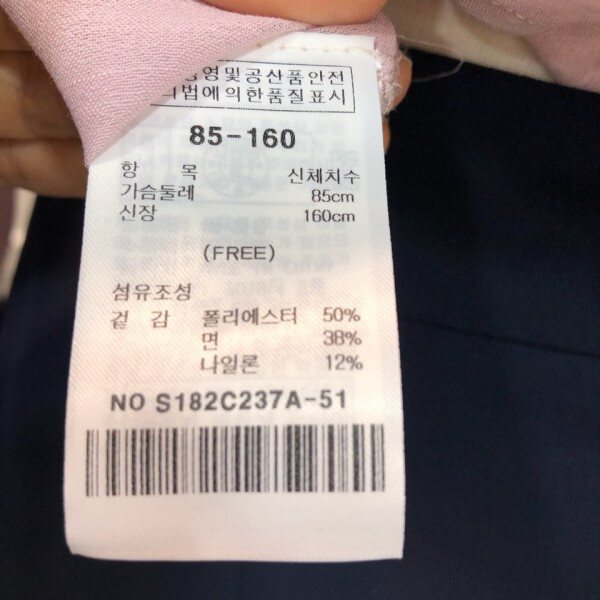 영및공산품안전
법에의한품질표시
85-160
항 목 신체치수
가슴둘레 85cm
신장 160cm
(FREE)
섬유조성
겉 감 폴리에스터 50%
면 38%
나일론 12%
NO S182C237A-51